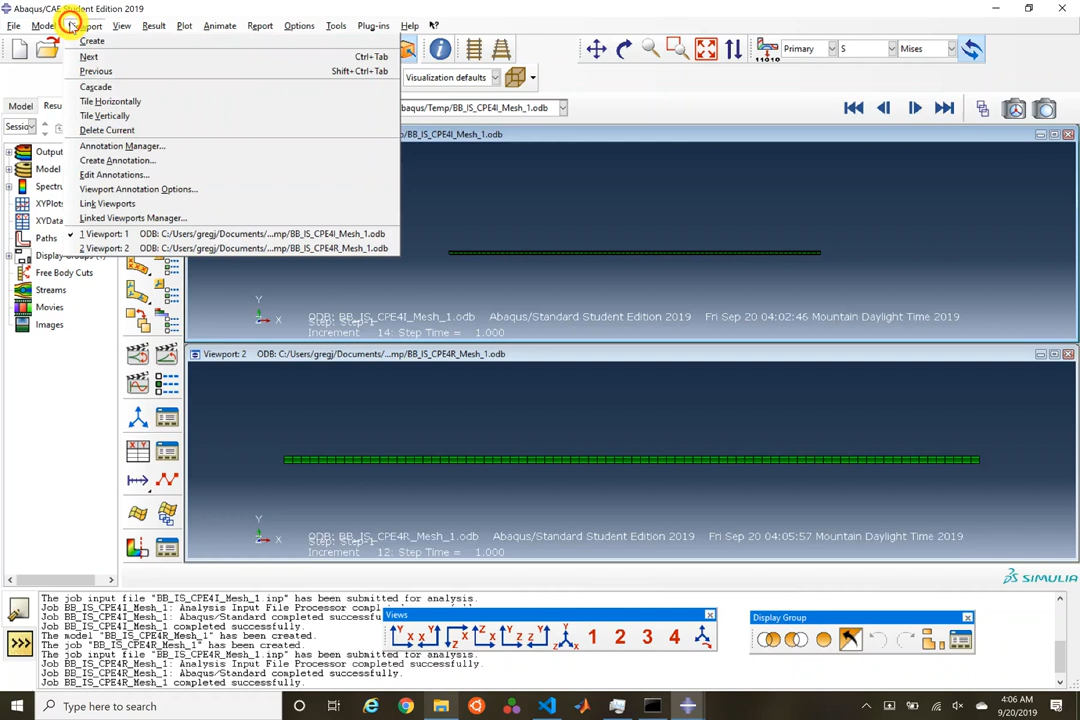 Abaqus/CAE Student Edition 2019
File Model Viewport View Result Plot Animate Report Options Tools Plug-ins Help
Create
Next Ctrl+Tab
Previous Shift+Ctrl+Tab
Cascade
Tile Horizontally
Tile Vertically
Delete Current
Annotation Manager...
Create Annotation...
Edit Annotations...
Viewport Annotation Options...
Link Viewports
Linked Viewports Manager...
1 Viewport: 1 ODB: C:/Users/gregj/Documents/...mp/BB_IS_CPE4I_Mesh_1.odb
2 Viewport: 2 ODB: C:/Users/gregj/Documents/...mp/BB_IS_CPE4R_Mesh_1.odb
11010
Primary S Mises
Visualization defaults
Model
baqus/Temp/BB_IS_CPE4I_Mesh_1.odb
Output
Model
Spectru
XYPlots
XYData
Paths
Display Groups
Free Body Cuts
Streams
Movies
Images
mp/BB_IS_CPE4I_Mesh_1.odb
Y
X
ODB: BB_IS_CPE4I_Mesh_1.odb Abaqus/Standard Student Edition 2019 Fri Sep 20 04:02:46 Mountain Daylight Time 2019
Step: Step-1
Increment 14: Step Time = 1.000
Viewport: 2 ODB: C:/Users/gregj/Documents/...mp/BB_IS_CPE4R_Mesh_1.odb
Y
X
ODB: BB_IS_CPE4R_Mesh_1.odb Abaqus/Standard Student Edition 2019 Fri Sep 20 04:05:57 Mountain Daylight Time 2019
Step: Step-1
Increment 12: Step Time = 1.000
SIMULIA
The job input file "BB_IS_CPE4I_Mesh_1.inp" has been submitted for analysis.
Job BB_IS_CPE4I_Mesh_1: Analysis Input File Processor completed successfully.
Job BB_IS_CPE4I_Mesh_1: Abaqus/Standard
Job BB_IS_CPE4I_Mesh_1 completed successfully.
The model "BB_IS_CPE4R_Mesh_1" has been created.
The job "BB_IS_CPE4R_Mesh_1" has been created.
The job input file "BB_IS_CPE4R_Mesh_1.inp" has been submitted for analysis.
Job BB_IS_CPE4R_Mesh_1: Analysis Input File Processor completed successfully.
Job BB_IS_CPE4R_Mesh_1: Abaqus/Standard completed successfully.
Job BB_IS_CPE4R_Mesh_1 completed successfully.
Views
1 2 3 4
Display Group
Type here to search
4:06 AM
9/20/2019